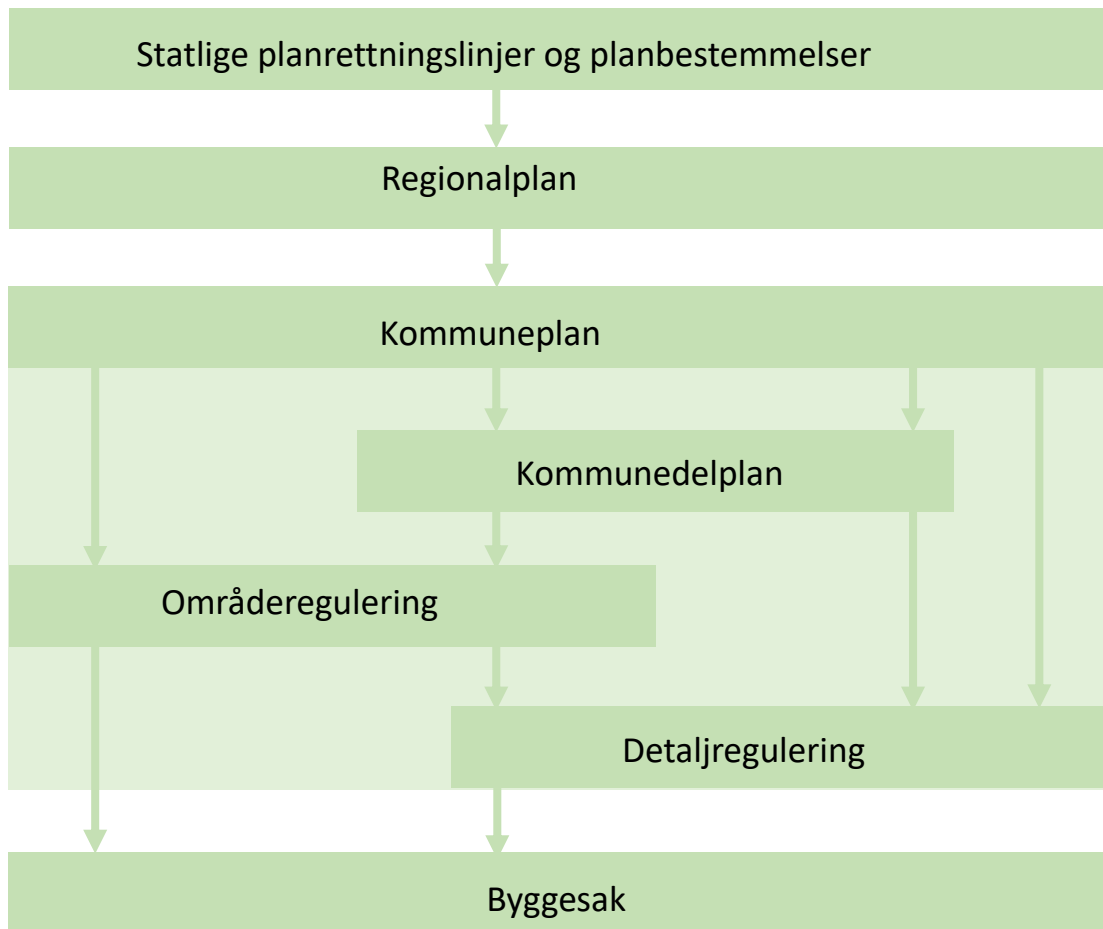 Statlige planrettningslinjer og planbestemmelser
Regionalplan
Kommuneplan
Kommunedelplan
Områderegulering
Detaljregulering
Byggesak